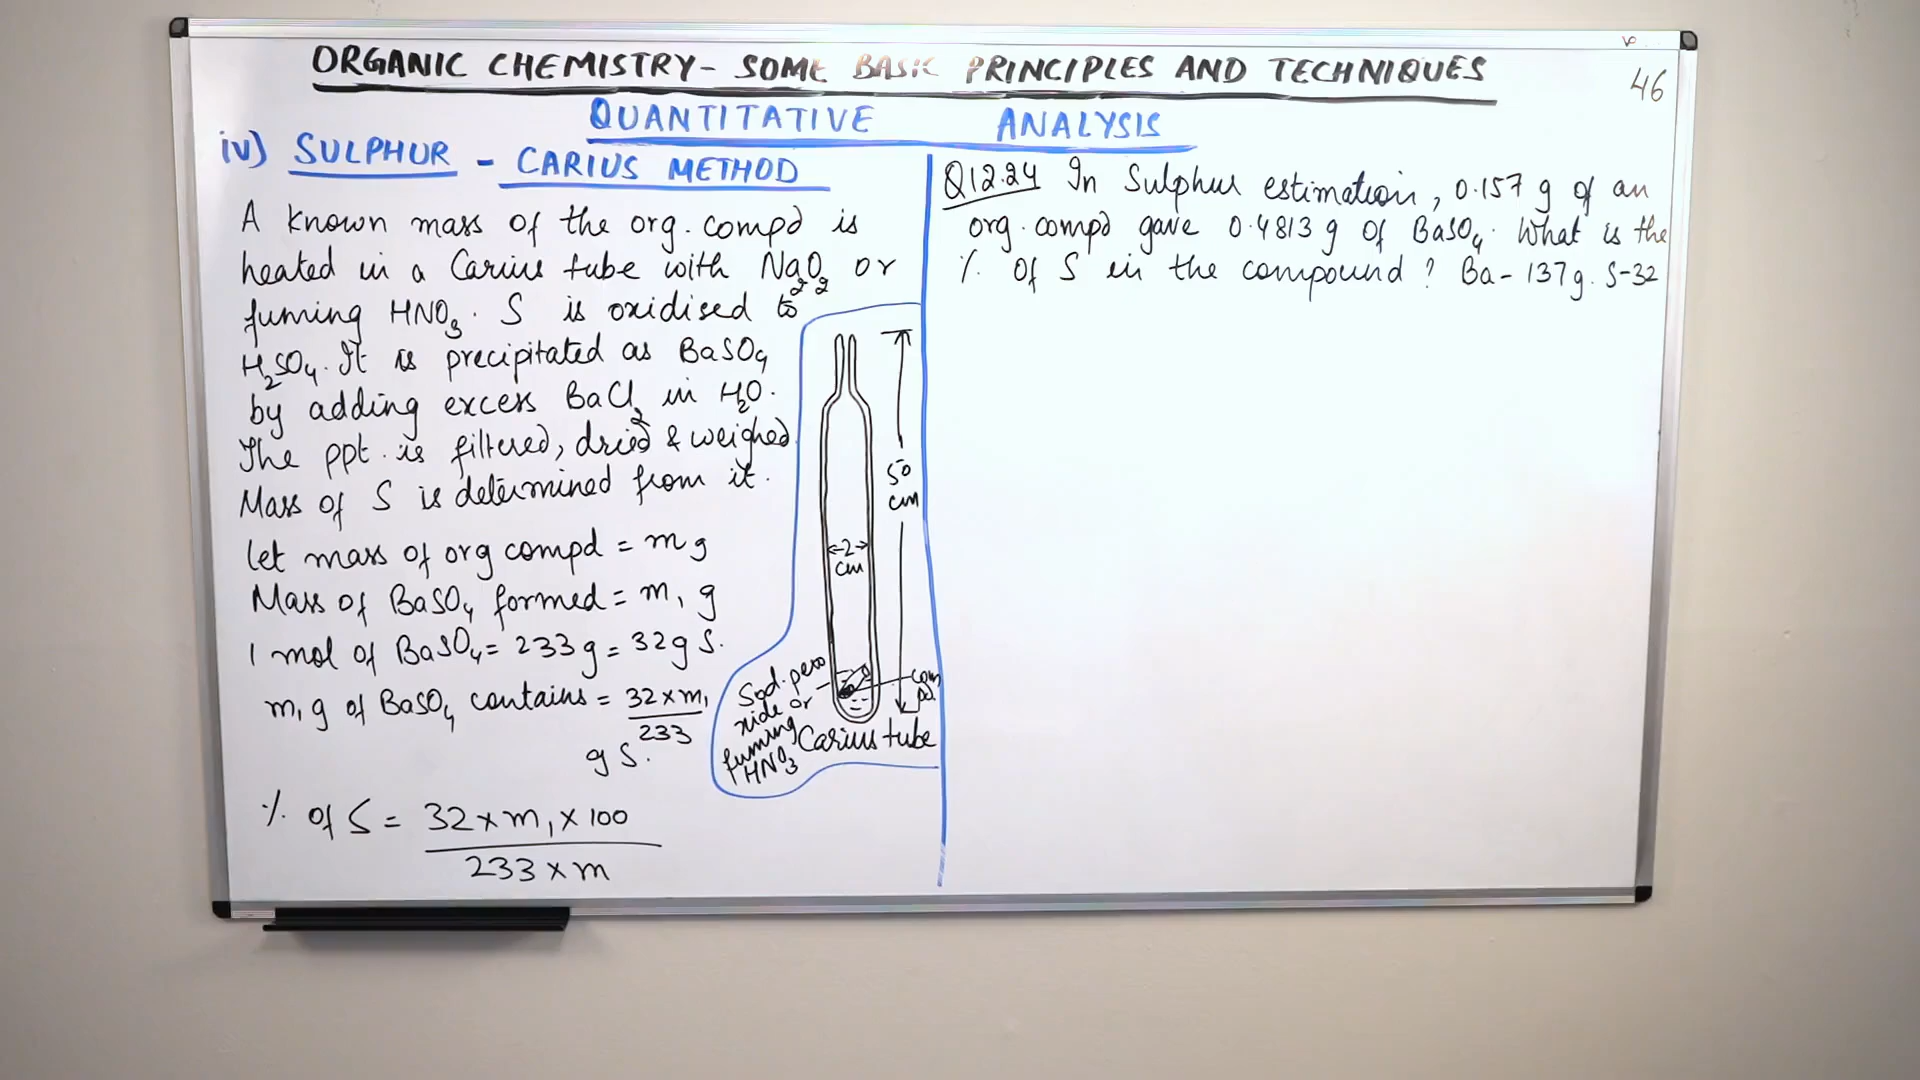 ORGANIC CHEMISTRY- SOME BASIC PRINCIPLES AND TECHNIQUES
46
QUANTITATIVE ANALYSIS
iv) SULPHUR - CARIUS METHOD
A known mass of the org. compd is
heated in a Carius tube with Na2O2 or
fuming HNO3. S is oxidised to
H2SO4. It is precipitated as BaSO4
by adding excess BaCl2 in H2O.
The ppt. is filtered, dried & weighed.
Mass of S is determined from it.
let mass of org compd = m g
Mass of BaSO4 formed = m1 g
1 mol of BaSO4 = 233 g = 32g S.
m1 g of BaSO4 contains = 32 x m1
233
g S.
% of S = 32 x m1 x 100
233 x m
50
cm
←2→
cm
Sod. pero
xide or
fuming
HNO3
com
pd.
Carius tube
Q12.24 In Sulphur estimation, 0.157 g of an
org. compd gave 0.4813 g of BaSO4. What is the
% of S in the compound? Ba - 137g. S-32